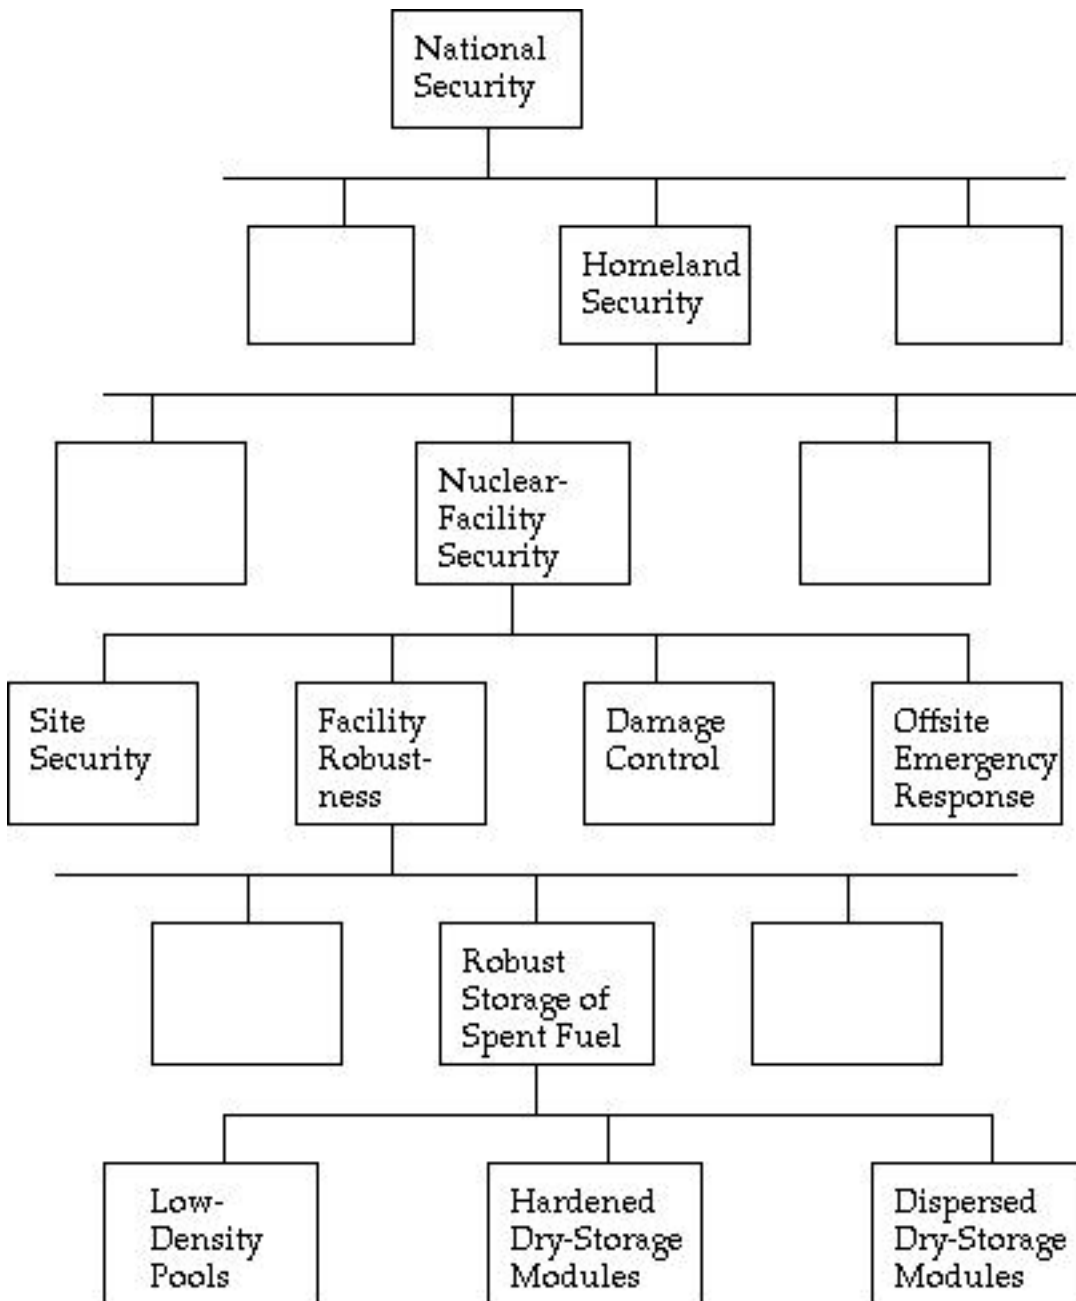 National
Security
Homeland
Security
Nuclear-
Facility
Security
Site
Security
Facility
Robust-
ness
Damage
Control
Offsite
Emergency
Response
Robust
Storage of
Spent Fuel
Low-
Density
Pools
Hardened
Dry-Storage
Modules
Dispersed
Dry-Storage
Modules